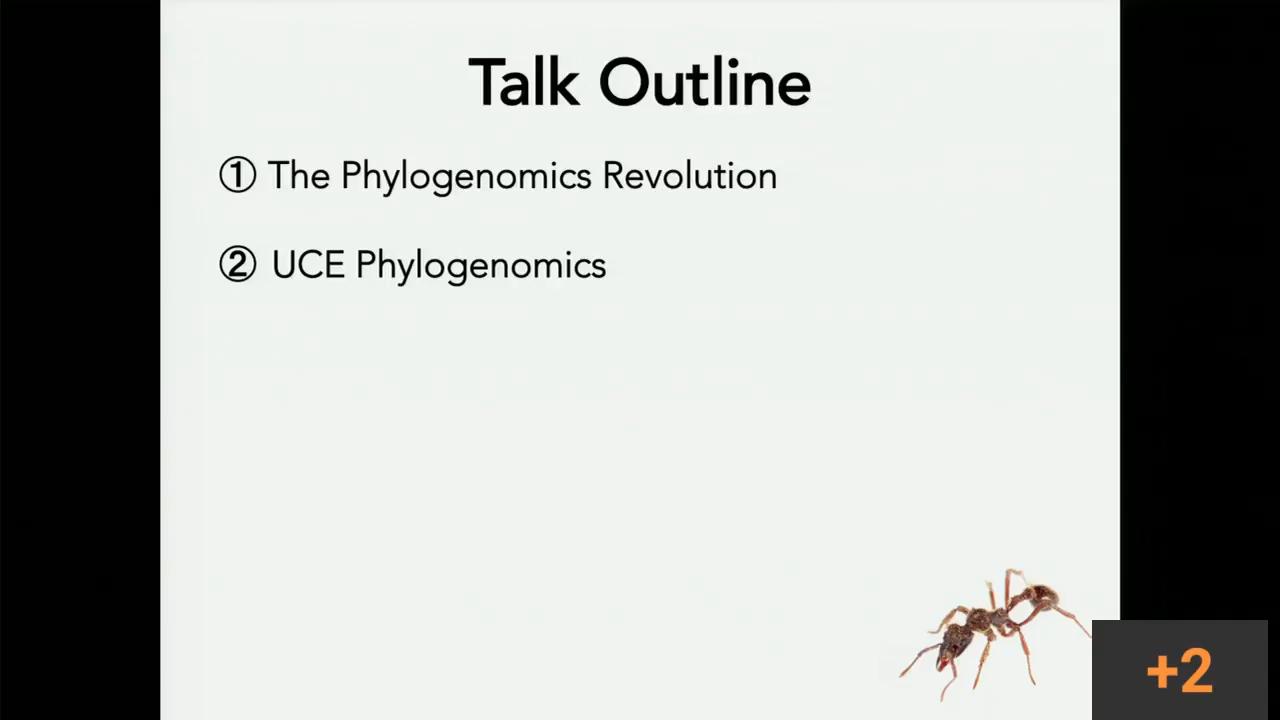 Talk Outline
① The Phylogenomics Revolution
② UCE Phylogenomics
+2